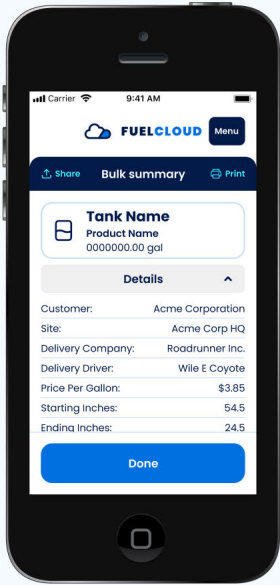 Carrier 9:41 AM
FUELCLOUD Menu
Share Bulk summary Print
Tank Name
Product Name
0000000.00 gal
Details
Customer: Acme Corporation
Site: Acme Corp HQ
Delivery Company: Roadrunner Inc.
Delivery Driver: Wile E Coyote
Price Per Gallon: $3.85
Starting Inches: 54.5
Ending Inches: 24.5
Done